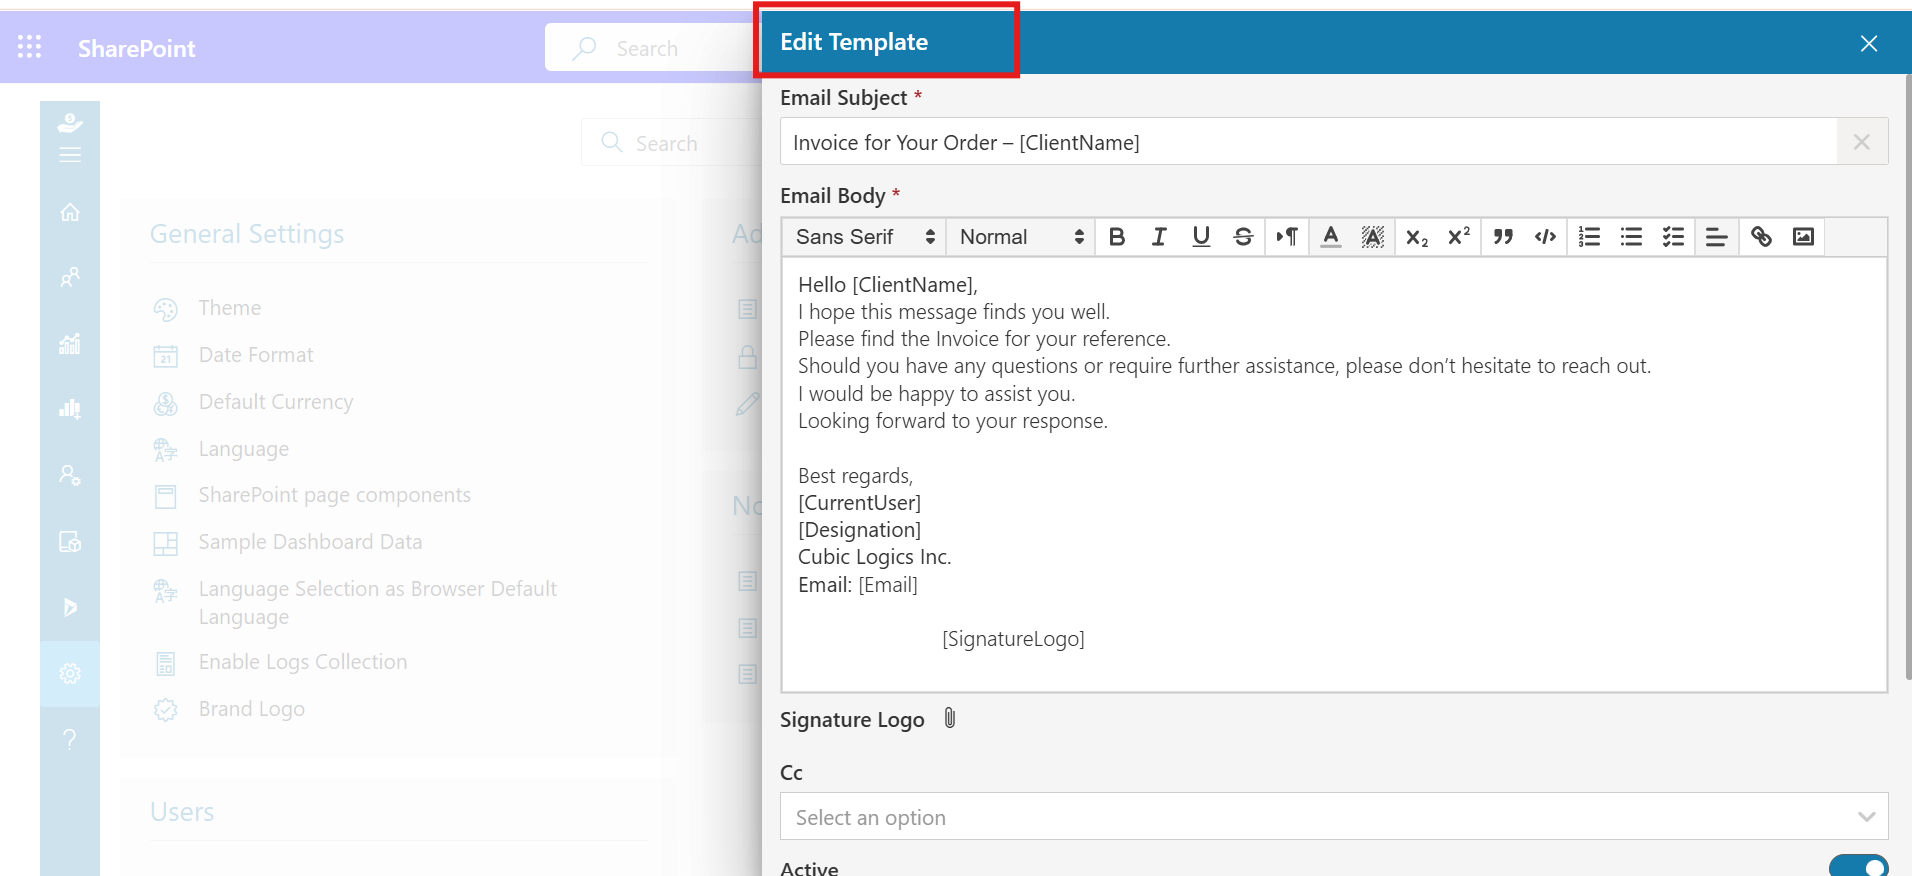 SharePoint
Search
Edit Template
Search
General Settings
Theme
21
Date Format
Default Currency
Language
SharePoint page components
Sample Dashboard Data
Language Selection as Browser Default
Language
Enable Logs Collection
Brand Logo
Users
Ad
No
Email Subject *
Invoice for Your Order – [ClientName]
Email Body *
Sans Serif Normal
Hello [ClientName],
I hope this message finds you well.
Please find the Invoice for your reference.
Should you have any questions or require further assistance, please don’t hesitate to reach out.
I would be happy to assist you.
Looking forward to your response.
Best regards,
[CurrentUser]
[Designation]
Cubic Logics Inc.
Email: [Email]
[SignatureLogo]
Signature Logo
Cc
Select an option
Active